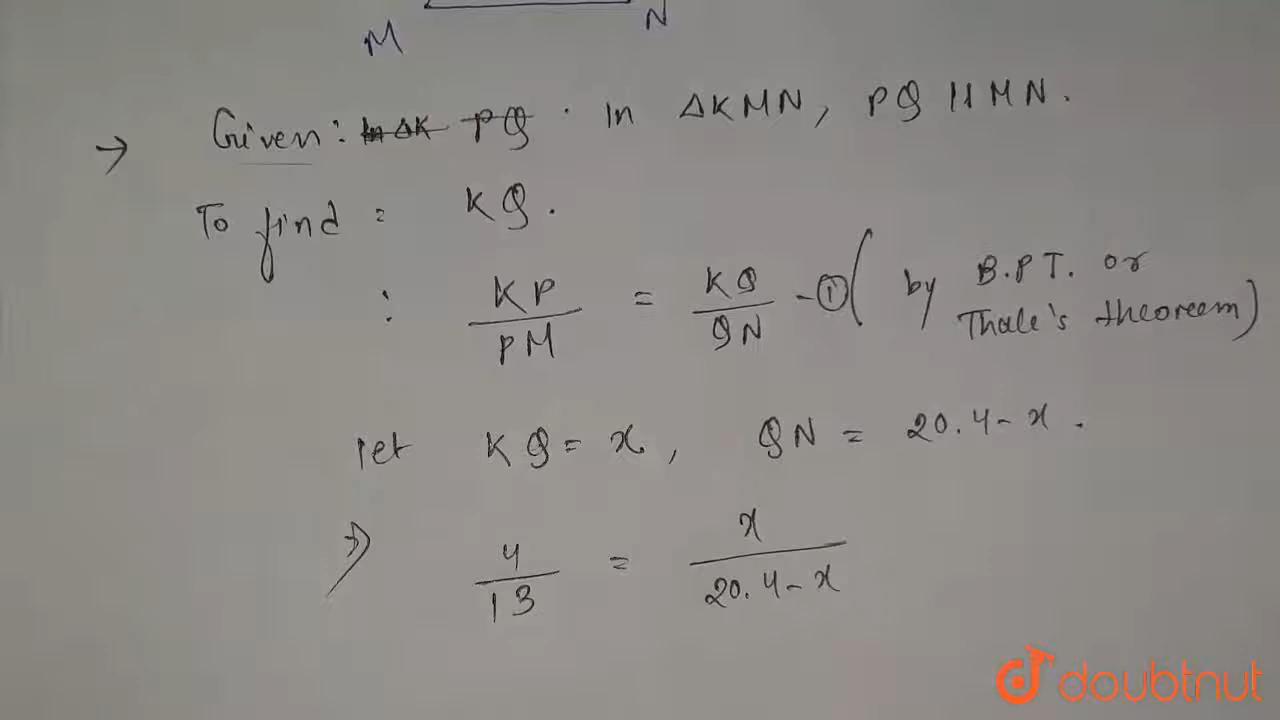 M N
→ Given: In ΔK PQ . In ΔKMN, PQ || MN.
To find : KQ.
: KP/PM = KQ/QN - ① ( by B.P.T. or Thale's theoreem)
let KQ = x, QN = 20.4 - x.
⇒ 4/13 = x/20.4 - x
doubtnut